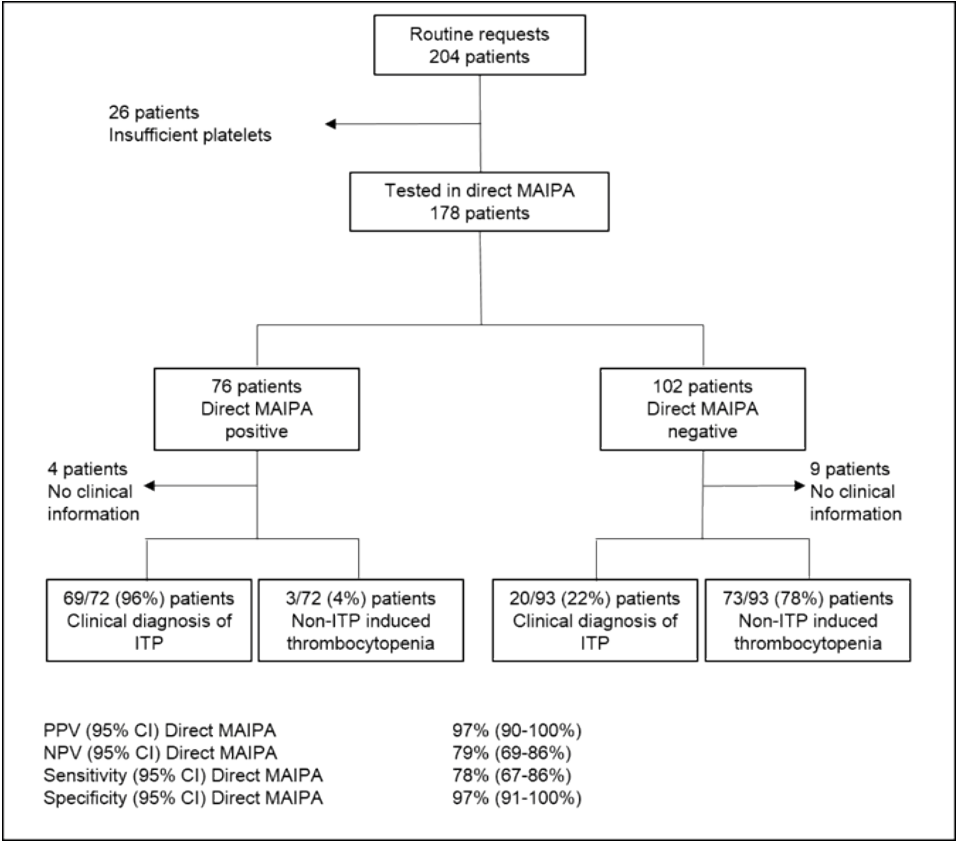 Routine requests
204 patients
26 patients
Insufficient platelets
Tested in direct MAIPA
178 patients
76 patients
Direct MAIPA
positive
102 patients
Direct MAIPA
negative
4 patients
No clinical
information
9 patients
No clinical
information
69/72 (96%) patients
Clinical diagnosis of
ITP
3/72 (4%) patients
Non-ITP induced
thrombocytopenia
20/93 (22%) patients
Clinical diagnosis of
ITP
73/93 (78%) patients
Non-ITP induced
thrombocytopenia
PPV (95% CI) Direct MAIPA 97% (90-100%)
NPV (95% CI) Direct MAIPA 79% (69-86%)
Sensitivity (95% CI) Direct MAIPA 78% (67-86%)
Specificity (95% CI) Direct MAIPA 97% (91-100%)